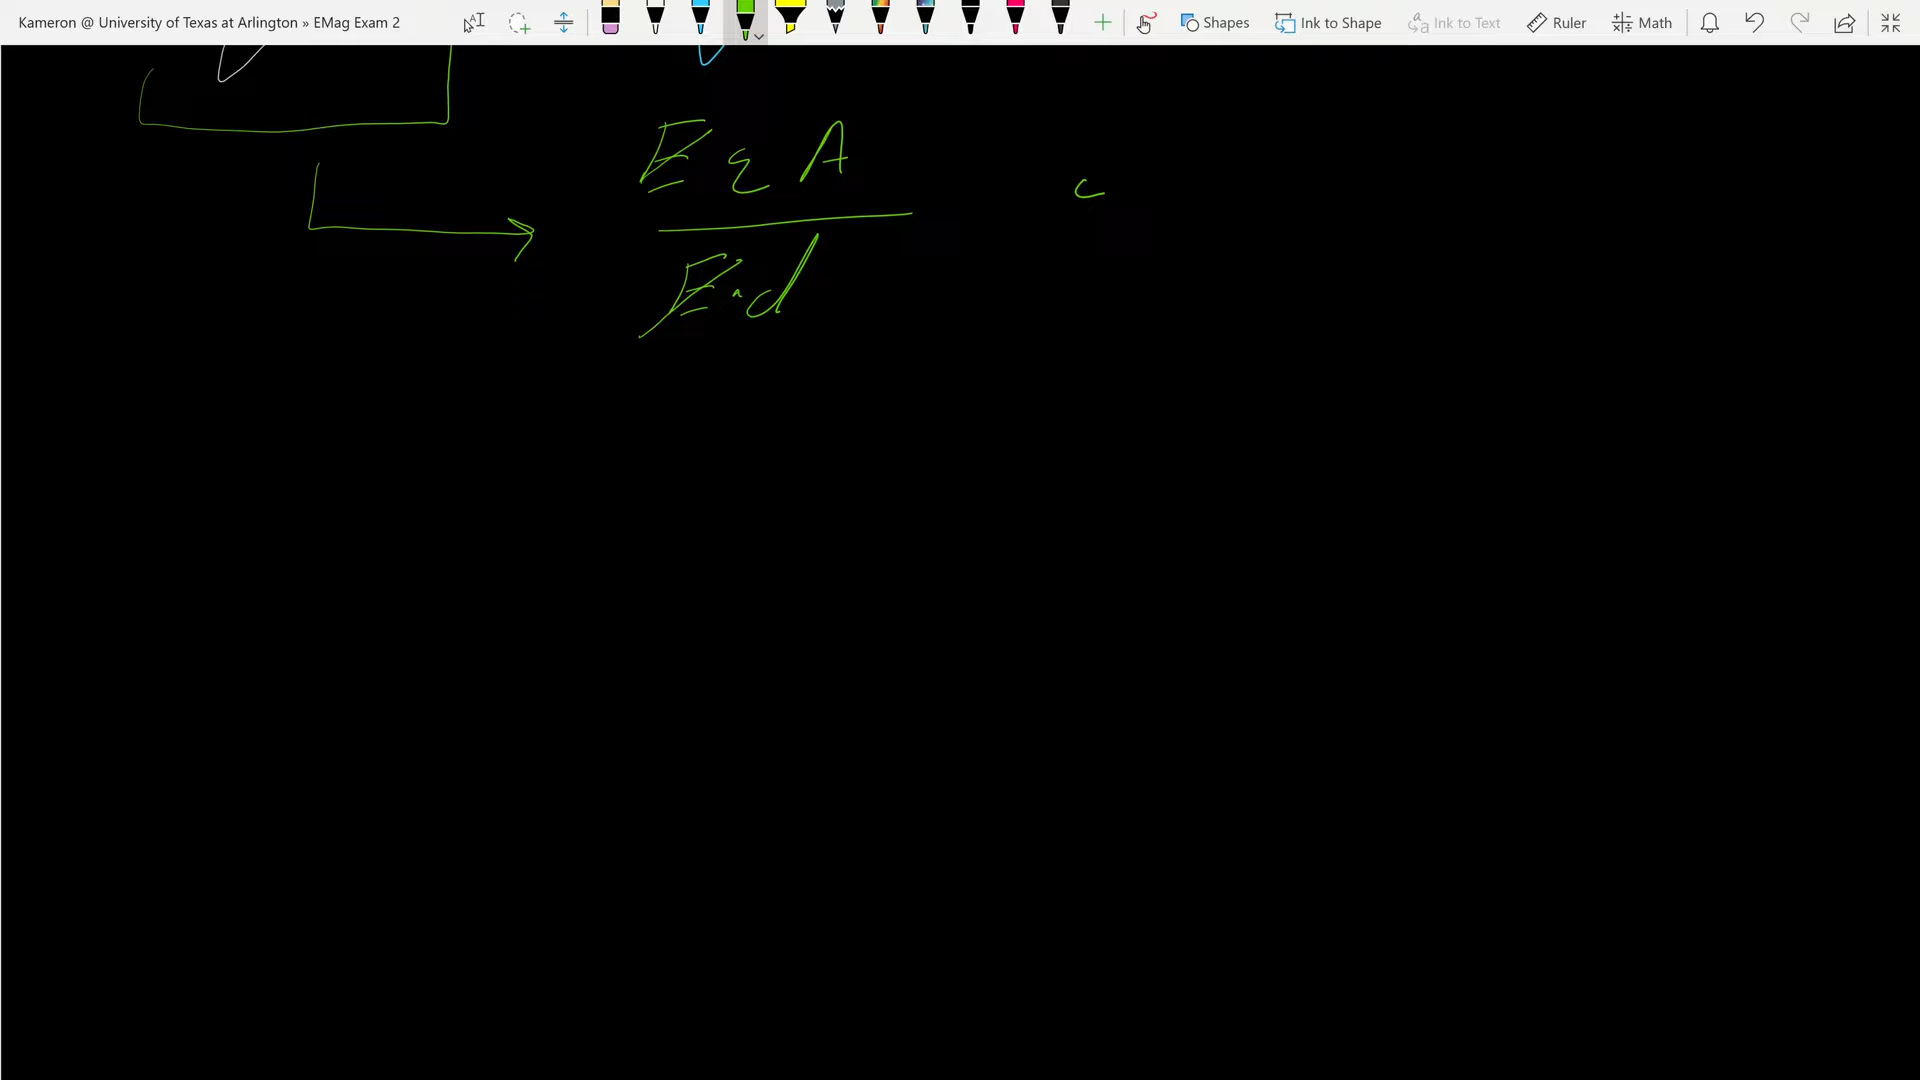 Kameron @ University of Texas at Arlington » EMag Exam 2 Shapes Ink to Shape Ink to Text Ruler Math
E ε A
E · d
c